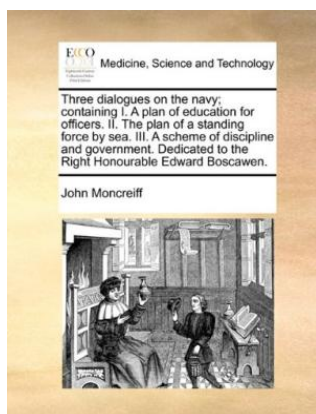 ECCO
Medicine, Science and Technology
Three dialogues on the navy;
containing I. A plan of education for
officers. II. The plan of a standing
force by sea. III. A scheme of discipline
and government. Dedicated to the
Right Honourable Edward Boscawen.
John Moncreiff